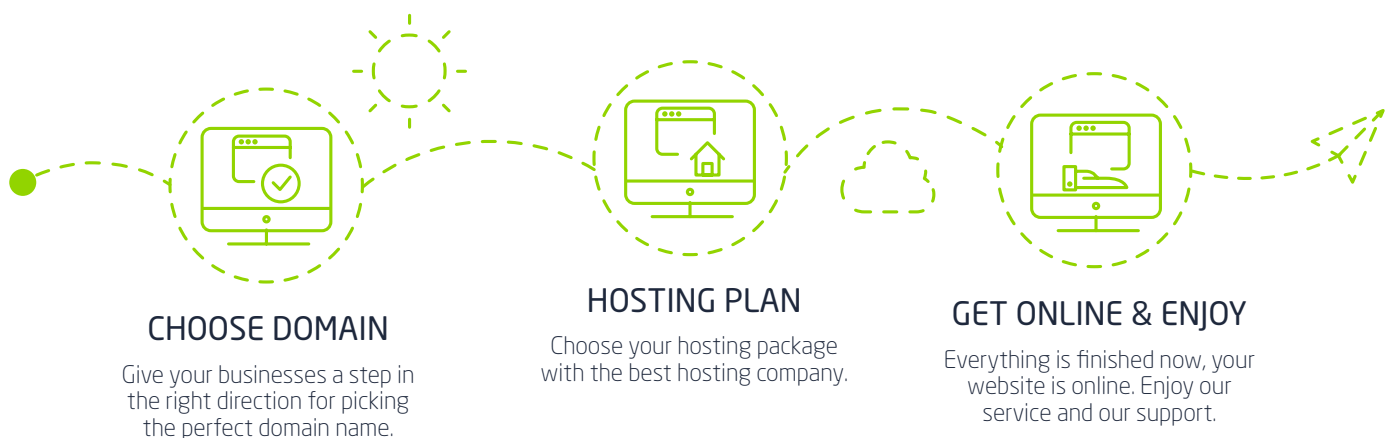 CHOOSE DOMAIN
Give your businesses a step in
the right direction for picking
the perfect domain name.
HOSTING PLAN
Choose your hosting package
with the best hosting company.
GET ONLINE & ENJOY
Everything is finished now, your
website is online. Enjoy our
service and our support.